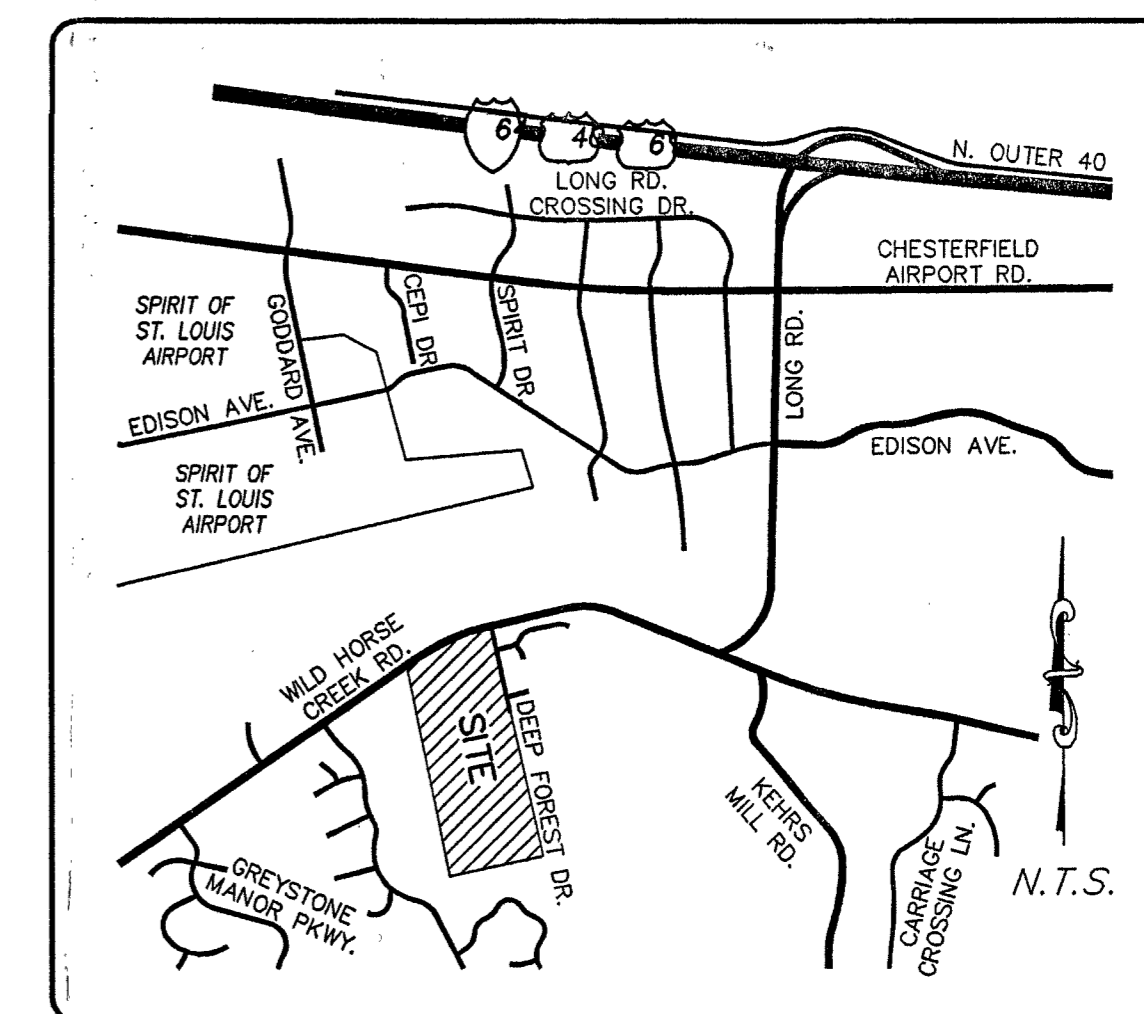 6
40
6
N. OUTER 40
LONG RD.
CROSSING DR.
CHESTERFIELD
AIRPORT RD.
SPIRIT OF
ST. LOUIS
AIRPORT
GODDARD AVE.
CEPI DR.
SPIRIT DR.
LONG RD.
EDISON AVE.
EDISON AVE.
SPIRIT OF
ST. LOUIS
AIRPORT
WILD HORSE
CREEK RD.
SITE
DEEP FOREST DR.
KEHRS
MILL RD.
CARRIAGE
CROSSING LN.
GREYSTONE
MANOR PKWY.
N.T.S.